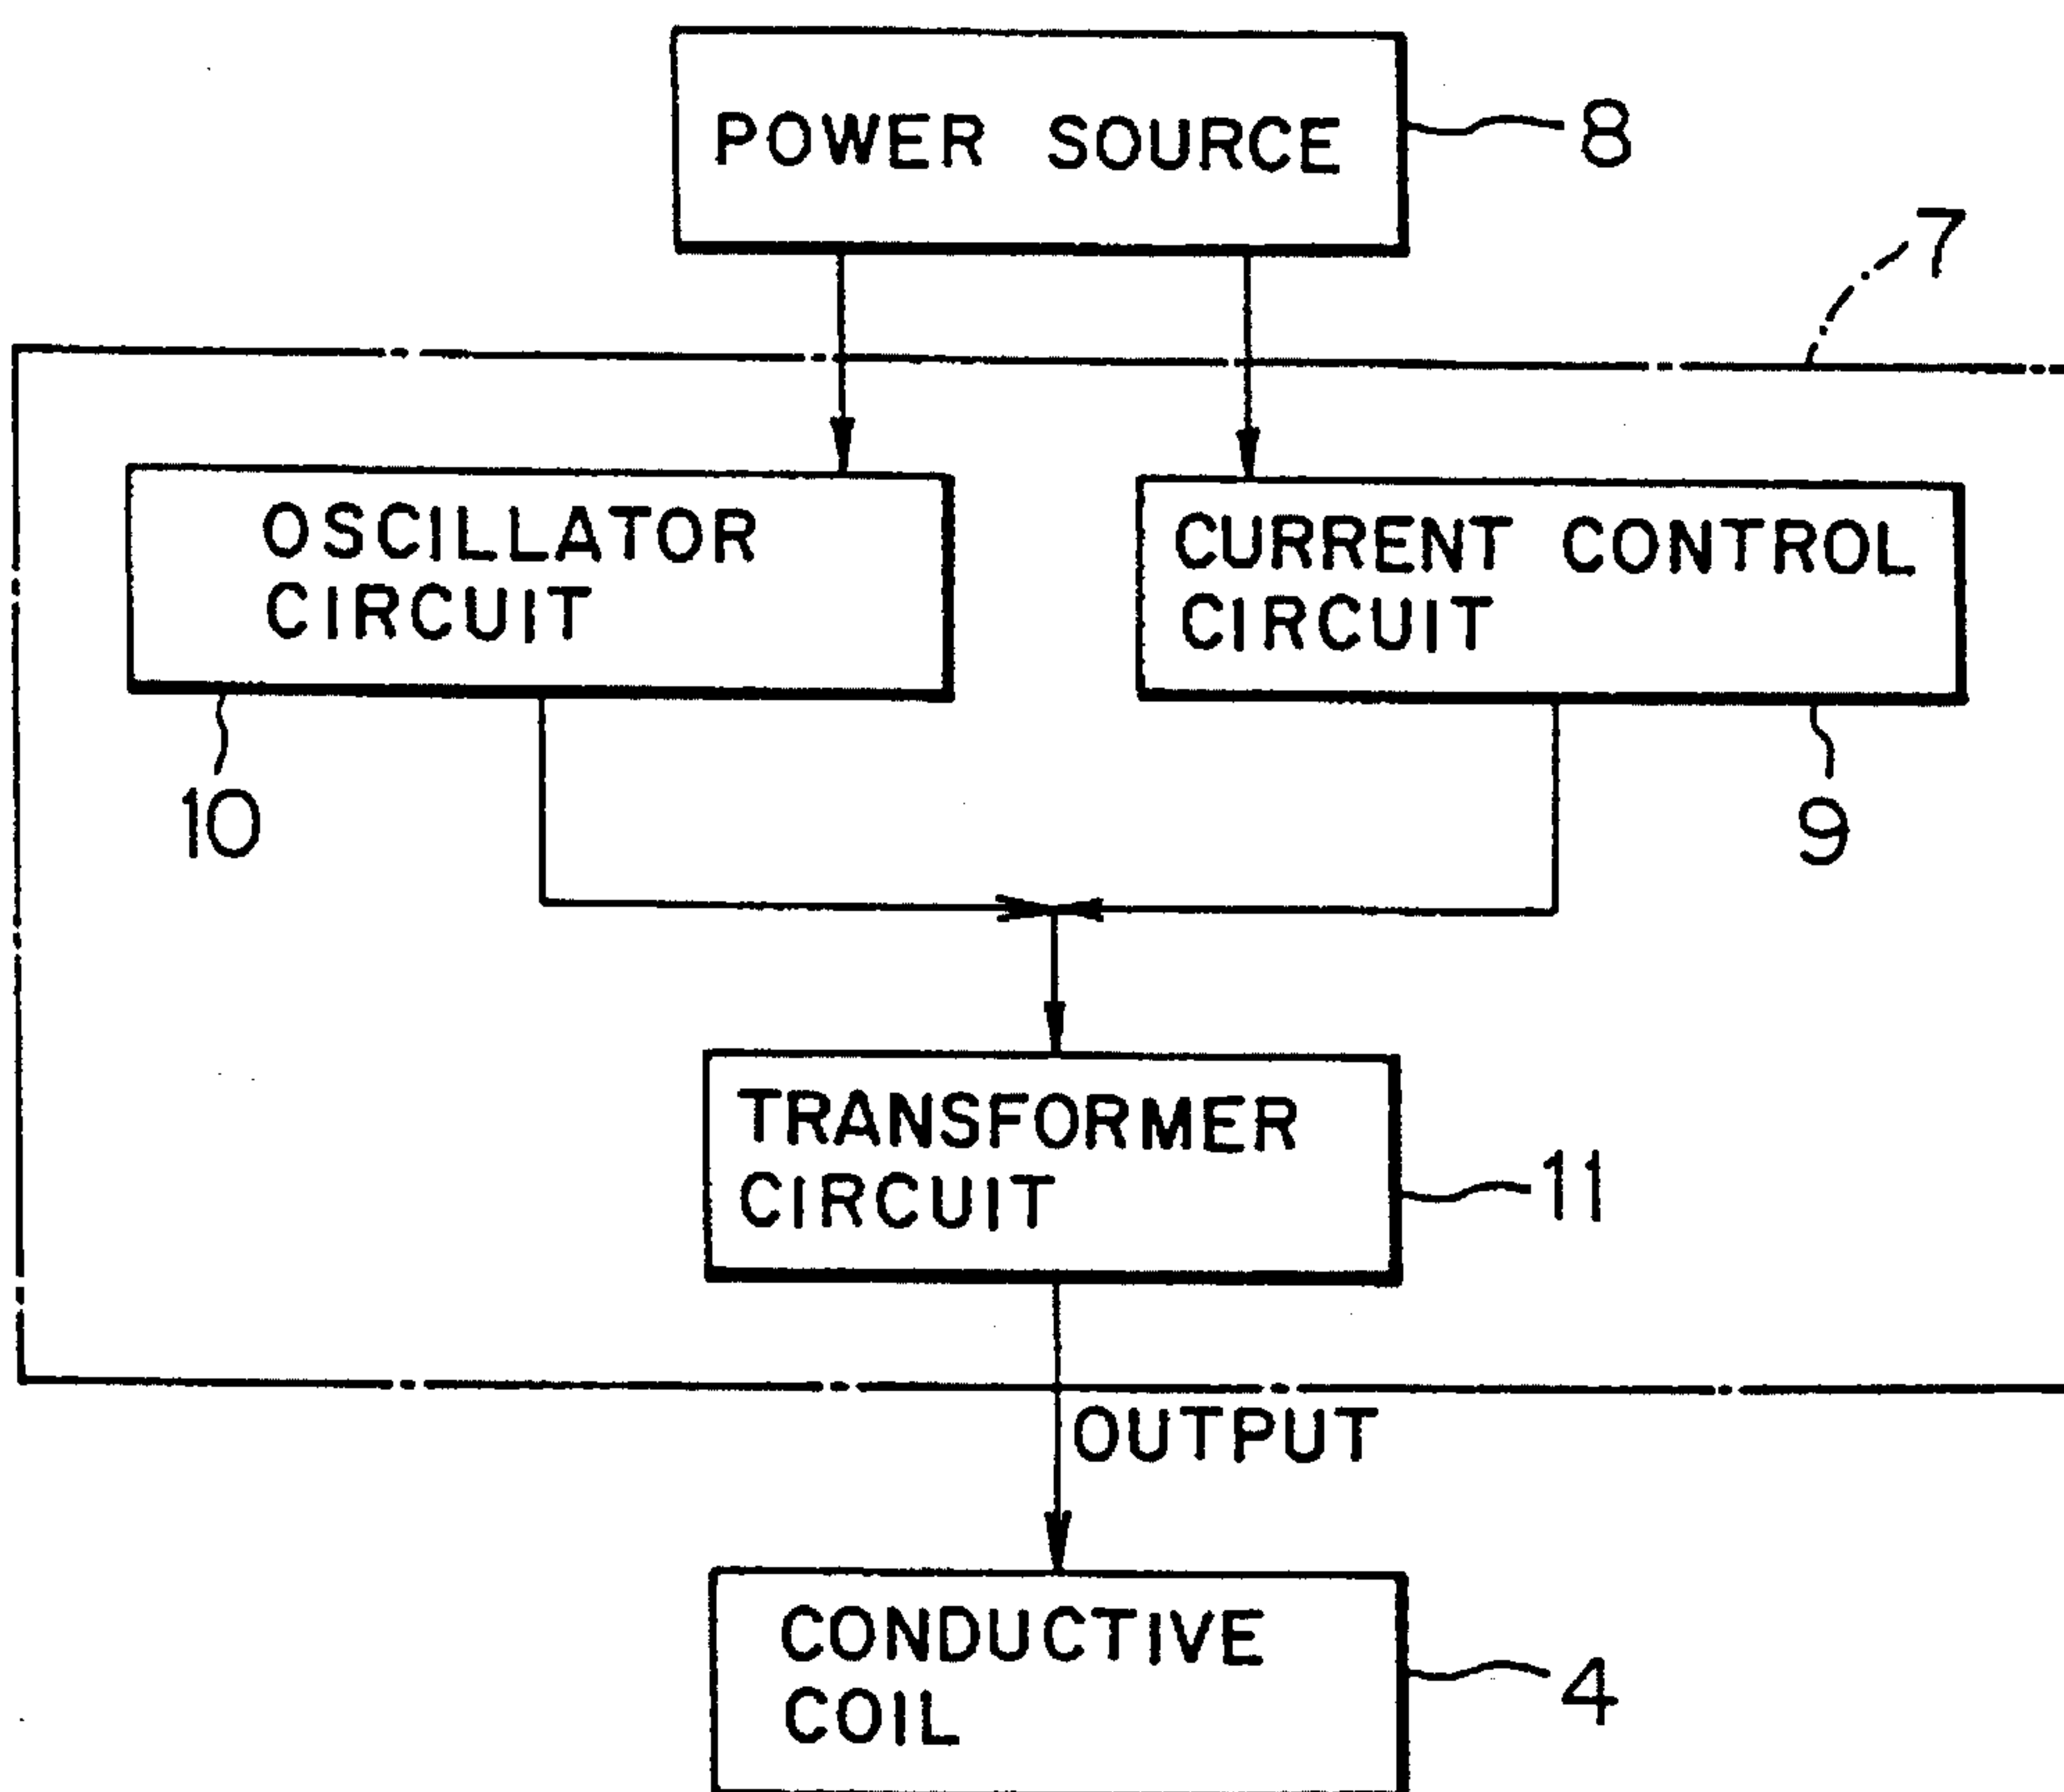 POWER SOURCE
8
7
OSCILLATOR
CIRCUIT
CURRENT CONTROL
CIRCUIT
10
9
TRANSFORMER
CIRCUIT
11
OUTPUT
CONDUCTIVE
COIL
4